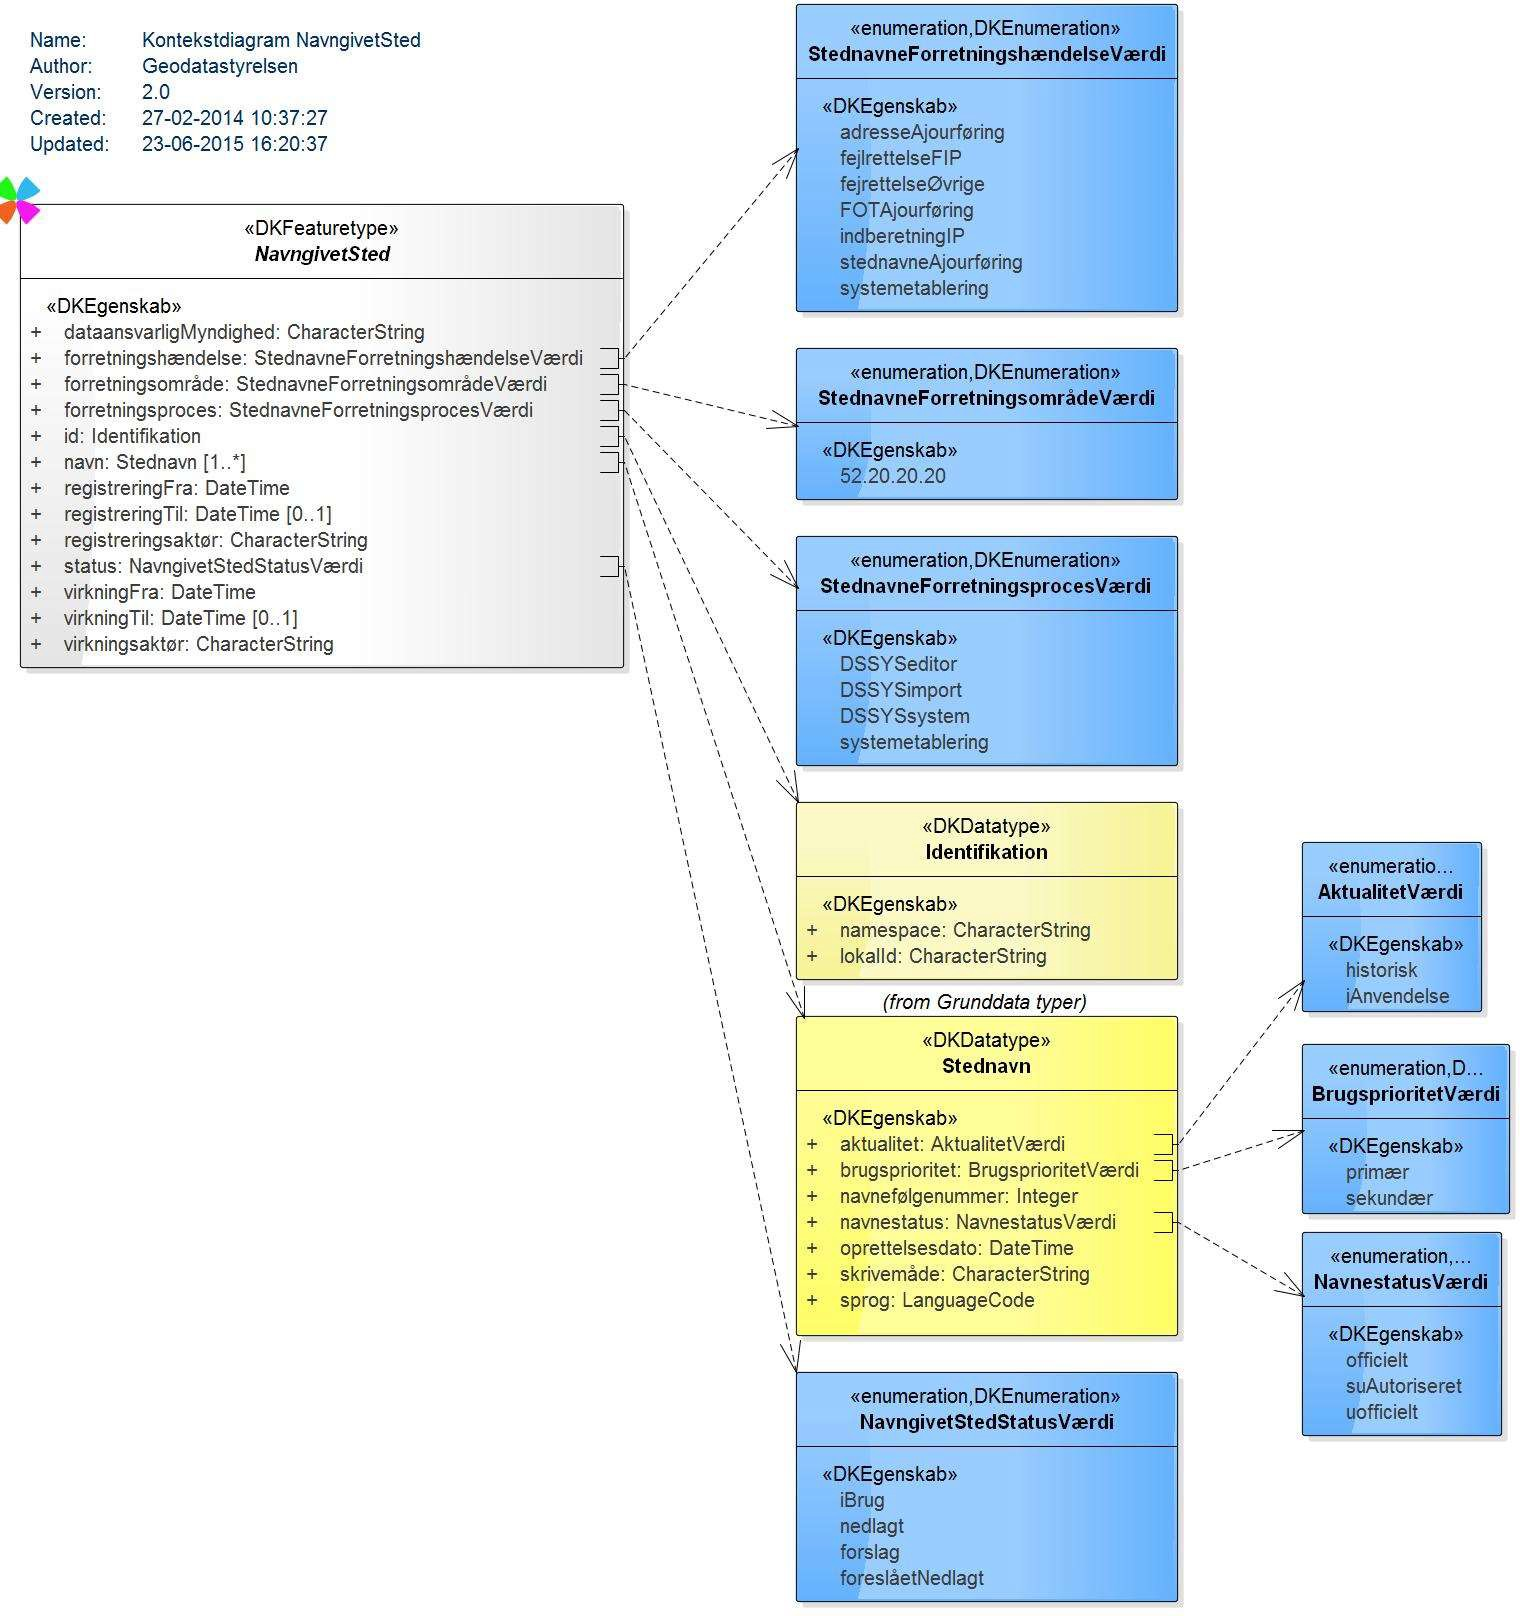 Name: Kontekstdiagram NavngivetSted
Author: Geodatastyrelsen
Version: 2.0
Created: 27-02-2014 10:37:27
Updated: 23-06-2015 16:20:37
«DKFeaturetype»
NavngivetSted
«DKEgenskab»
+ dataansvarligMyndighed: CharacterString
+ forretningshændelse: StednavneForretningshændelseVærdi
+ forretningsområde: StednavneForretningsområdeVærdi
+ forretningsproces: StednavneForretningsprocesVærdi
+ id: Identifikation
+ navn: Stednavn [1..*]
+ registreringFra: DateTime
+ registreringTil: DateTime [0..1]
+ registreringsaktør: CharacterString
+ status: NavngivetStedStatusVærdi
+ virkningFra: DateTime
+ virkningTil: DateTime [0..1]
+ virkningsaktør: CharacterString
«enumeration,DKEnumeration»
StednavneForretningshændelseVærdi
«DKEgenskab»
adresseAjourføring
fejlrettelseFIP
fejrettelseØvrige
FOTAjourføring
indberetningIP
stednavneAjourføring
systemetablering
«enumeration,DKEnumeration»
StednavneForretningsområdeVærdi
«DKEgenskab»
52.20.20.20
«enumeration,DKEnumeration»
StednavneForretningsprocesVærdi
«DKEgenskab»
DSSYSeditor
DSSYSimport
DSSYSsystem
systemetablering
«DKDatatype»
Identifikation
«DKEgenskab»
+ namespace: CharacterString
+ lokalId: CharacterString
(from Grunddata typer)
«DKDatatype»
Stednavn
«DKEgenskab»
+ aktualitet: AktualitetVærdi
+ brugsprioritet: BrugsprioritetVærdi
+ navnefølgenummer: Integer
+ navnestatus: NavnestatusVærdi
+ oprettelsesdato: DateTime
+ skrivemåde: CharacterString
+ sprog: LanguageCode
«enumeration,DKEnumeration»
NavngivetStedStatusVærdi
«DKEgenskab»
iBrug
nedlagt
forslag
foreslåetNedlagt
«enumeratio...
AktualitetVærdi
«DKEgenskab»
historisk
iAnvendelse
«enumeration,D...
BrugsprioritetVærdi
«DKEgenskab»
primær
sekundær
«enumeration,...
NavnestatusVærdi
«DKEgenskab»
officielt
suAutoriseret
uofficielt